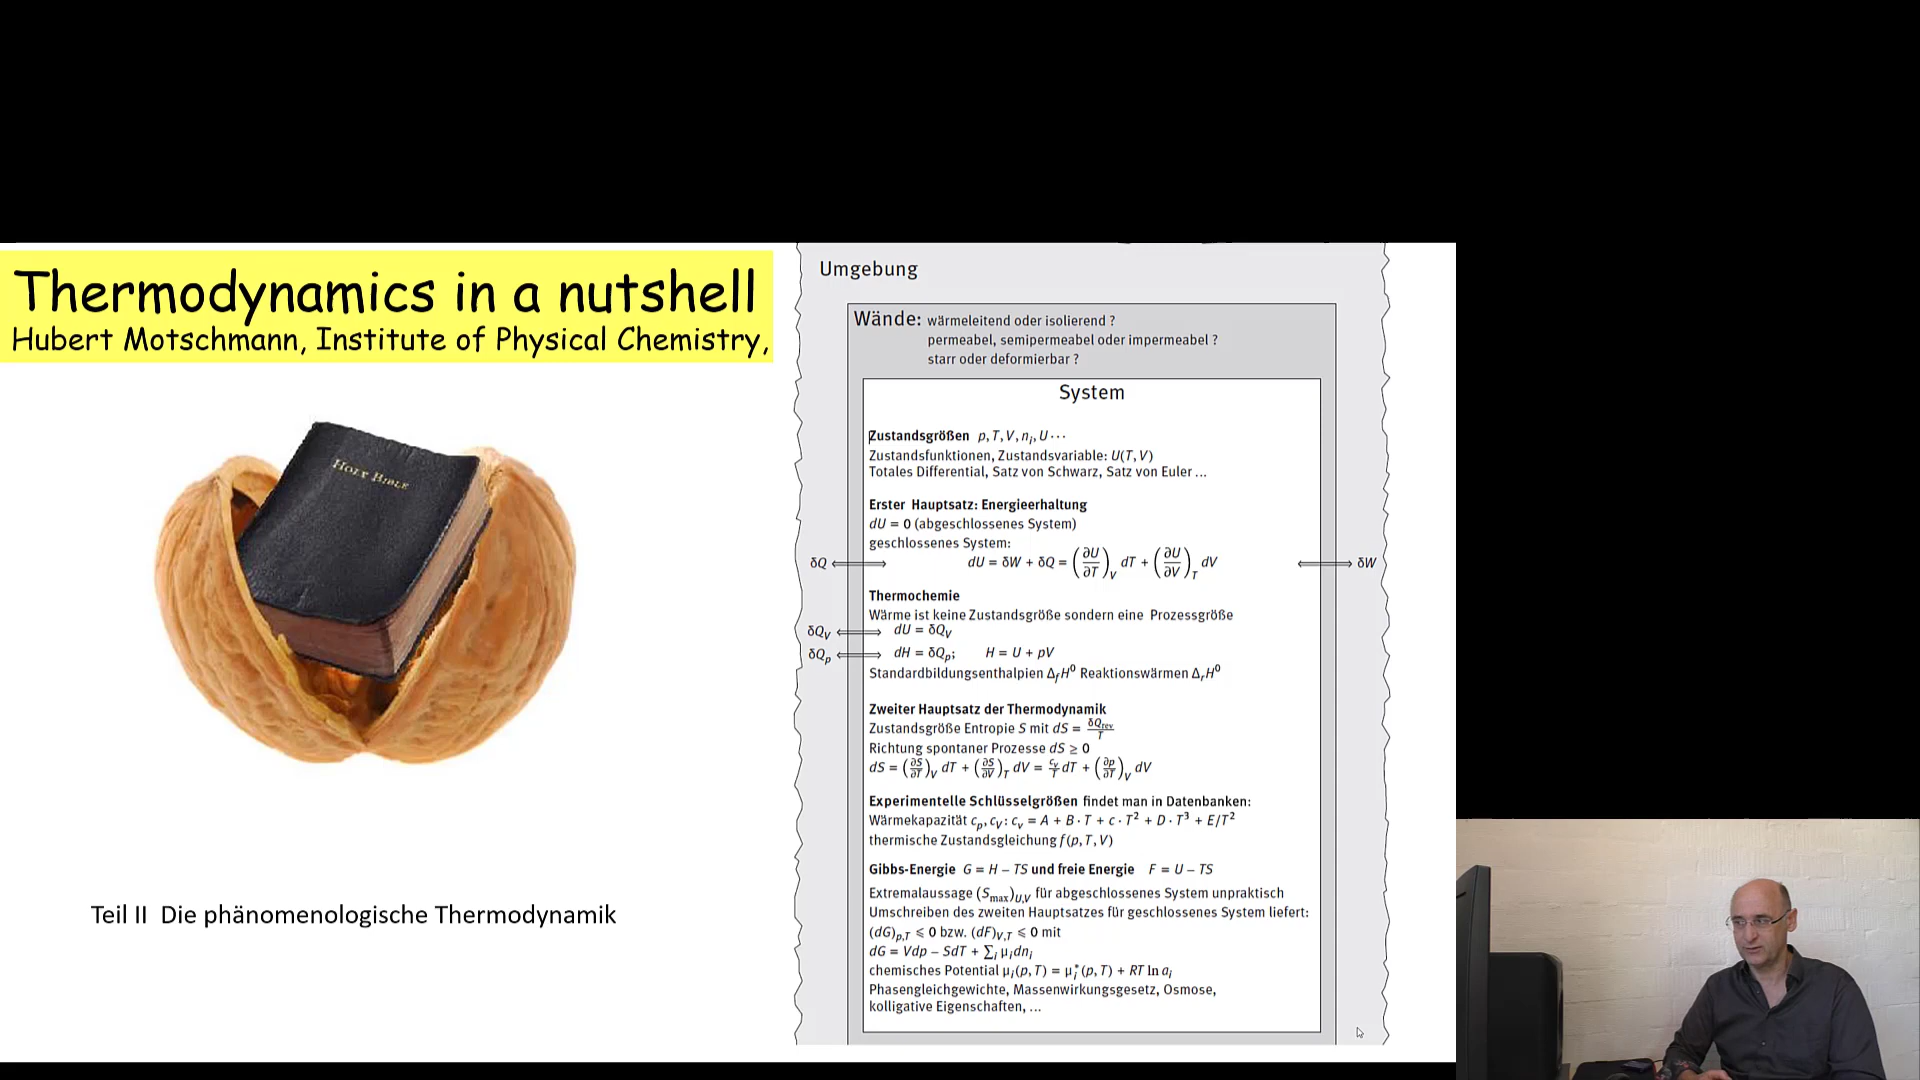 Thermodynamics in a nutshell
Hubert Motschmann, Institute of Physical Chemistry,
HOLY BIBLE
Teil II Die phänomenologische Thermodynamik
Umgebung
Wände: wärmeleitend oder isolierend ?
permeabel, semipermeabel oder impermeabel ?
starr oder deformierbar ?
System
Zustandsgrößen p, T, V, nᵢ, U ···
Zustandsfunktionen, Zustandsvariable: U(T, V)
Totales Differential, Satz von Schwarz, Satz von Euler ...
Erster Hauptsatz: Energieerhaltung
dU = 0 (abgeschlossenes System)
geschlossenes System:
δQ ⟺ dU = δW + δQ = (∂U/∂T)_V dT + (∂U/∂V)_T dV ⟺ δW
Thermochemie
Wärme ist keine Zustandsgröße sondern eine Prozessgröße
δQ_V ⟺ dU = δQ_V
δQ_p ⟺ dH = δQ_p; H = U + pV
Standardbildungsenthalpien Δ_fH⁰ Reaktionswärmen Δ_rH⁰
Zweiter Hauptsatz der Thermodynamik
Zustandsgröße Entropie S mit dS = δQ_rev/T
Richtung spontaner Prozesse dS ≥ 0
dS = (∂S/∂T)_V dT + (∂S/∂V)_T dV = c_v/T dT + (∂p/∂T)_V dV
Experimentelle Schlüsselgrößen findet man in Datenbanken:
Wärmekapazität c_p, c_V: c_v = A + B · T + c · T² + D · T³ + E/T²
thermische Zustandsgleichung f(p, T, V)
Gibbs-Energie G = H − TS und freie Energie F = U − TS
Extremalaussage (S_max)_U,V für abgeschlossenes System unpraktisch
Umschreiben des zweiten Hauptsatzes für geschlossenes System liefert:
(dG)_p,T ⩽ 0 bzw. (dF)_V,T ⩽ 0 mit
dG = Vdp − SdT + ∑ᵢ μᵢdnᵢ
chemisches Potential μᵢ(p, T) = μᵢ*(p, T) + RT ln aᵢ
Phasengleichgewichte, Massenwirkungsgesetz, Osmose,
kolligative Eigenschaften, ...